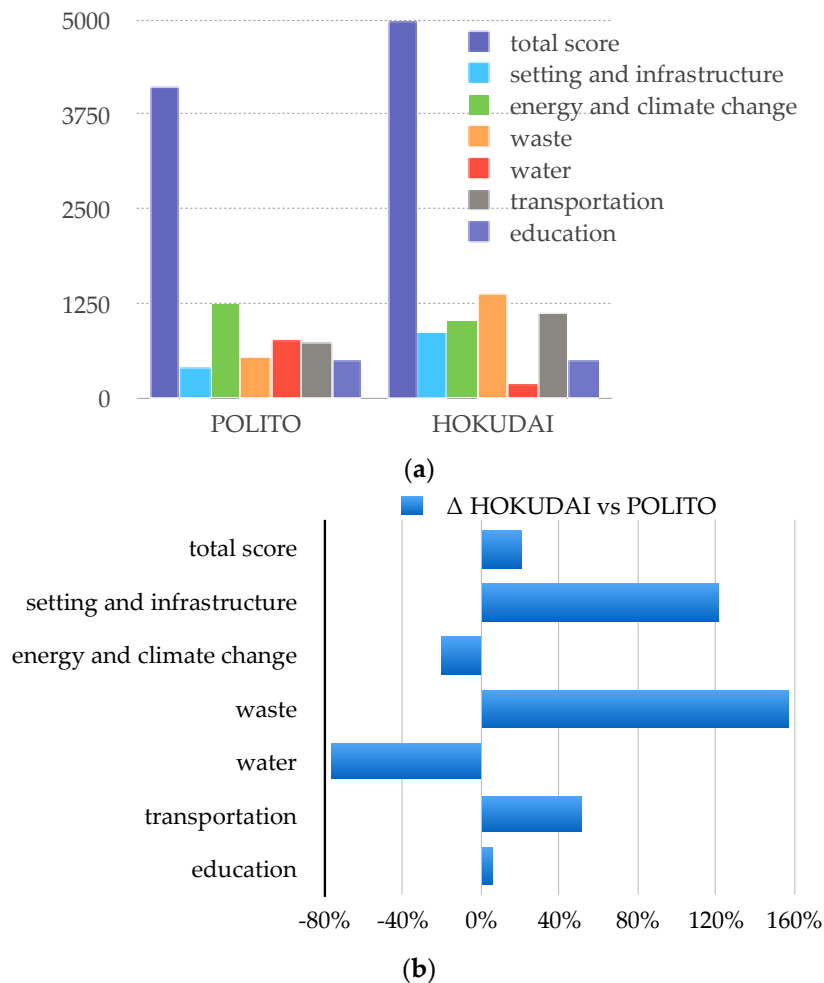 5000
3750
2500
1250
0
total score
setting and infrastructure
energy and climate change
waste
water
transportation
education
POLITO HOKUDAI
(a)
Δ HOKUDAI vs POLITO
total score
setting and infrastructure
energy and climate change
waste
water
transportation
education
-80% -40% 0% 40% 80% 120% 160%
(b)